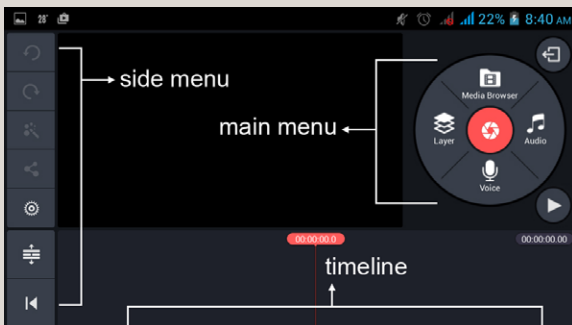 28° 22% 8:40 AM
side menu
main menu
Media Browser
Layer
Audio
Voice
00:00:00.0
00:00:00.00
timeline